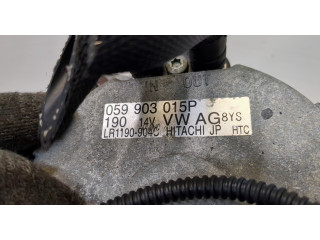 IN OUT
059 903 015P
190 14V VW AG 8YS
LR1190-904C HITACHI JP HTC